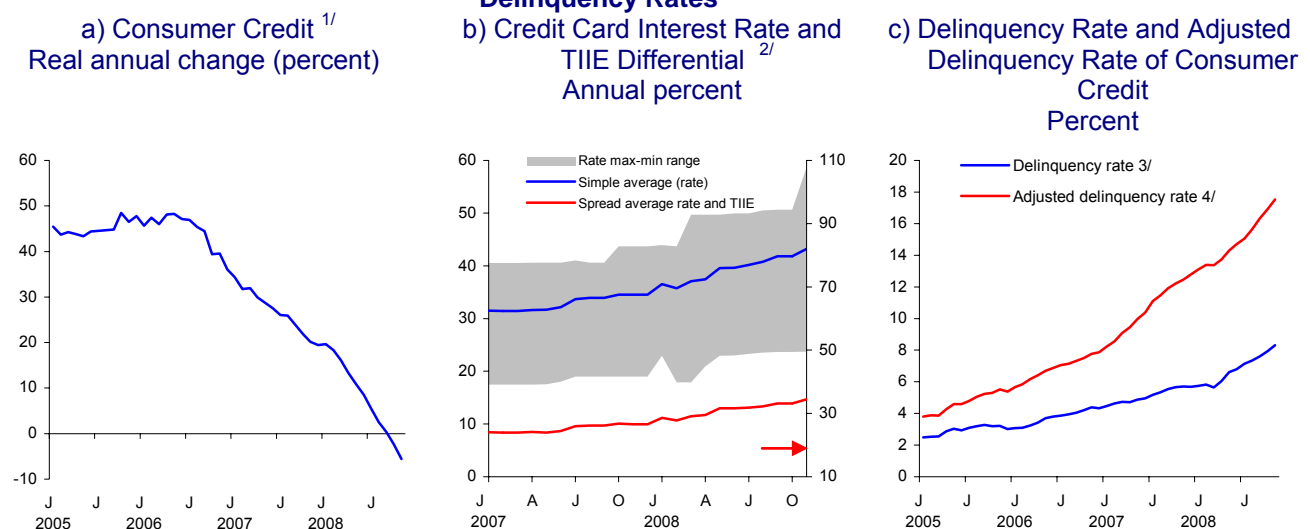 Delinquency Rates
a) Consumer Credit 1/
Real annual change (percent)
b) Credit Card Interest Rate and
TIIE Differential 2/
Annual percent
c) Delinquency Rate and Adjusted
Delinquency Rate of Consumer
Credit
Percent
60
50
40
30
20
10
0
-10
J J J J J J J J
2005 2006 2007 2008
Rate max-min range
Simple average (rate)
Spread average rate and TIIE
60
50
40
30
20
10
0
110
90
70
50
30
10
J A J O J A J O
2007 2008
Delinquency rate 3/
Adjusted delinquency rate 4/
20
18
16
14
12
10
8
6
4
2
0
J J J J J J J J
2005 2006 2007 2008